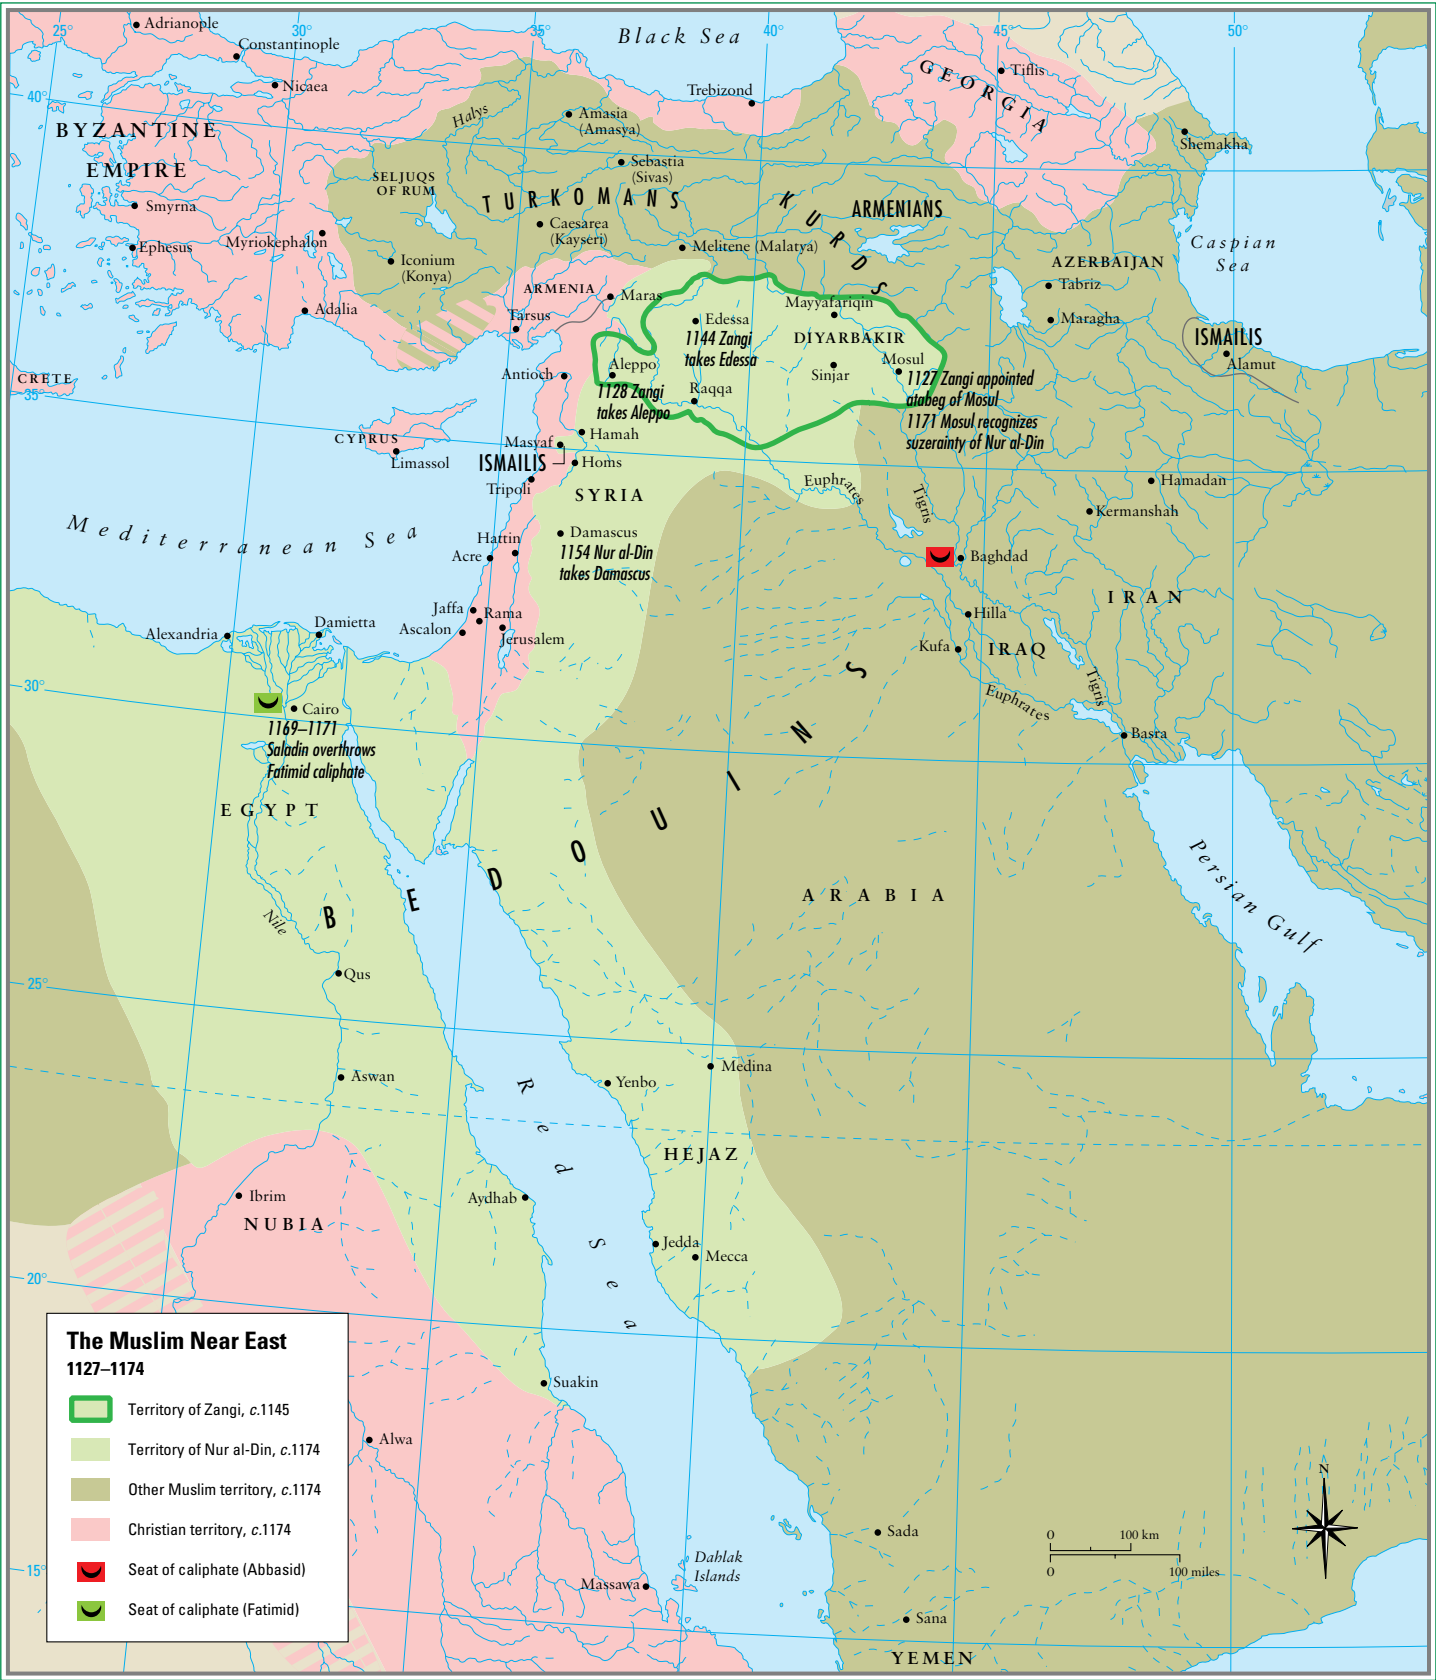 25°
30°
35°
40°
45°
50°
40°
35°
30°
25°
20°
15°
Adrianople
Constantinople
Nicaea
Black Sea
Trebizond
GEORGIA
Tiflis
Shemakha
BYZANTINE
EMPIRE
Halys
Amasia
(Amasya)
Sebastia
(Sivas)
SELJUQS
OF RUM
TURKOMANS
KURDS
ARMENIANS
Smyrna
Ephesus
Myriokephalon
Caesarea
(Kayseri)
Melitene (Malatya)
Iconium
(Konya)
Caspian
Sea
AZERBAIJAN
Tabriz
Maragha
ARMENIA
Maras
Adalia
Tarsus
Edessa
1144 Zangi
takes Edessa
Mayyafariqin
DIYARBAKIR
Sinjar
Mosul
1127 Zangi appointed
atabeg of Mosul
1171 Mosul recognizes
suzerainty of Nur al-Din
ISMAILIS
Alamut
CRETE
Antioch
Aleppo
1128 Zangi
takes Aleppo
Raqqa
CYPRUS
Limassol
Hamah
Masyaf
ISMAILIS
Homs
Tripoli
SYRIA
Euphrates
Tigris
Hamadan
Kermanshah
Mediterranean Sea
Hattin
Acre
Damascus
1154 Nur al-Din
takes Damascus
Baghdad
IRAN
Jaffa
Rama
Ascalon
Jerusalem
Hilla
Kufa
IRAQ
Alexandria
Damietta
Euphrates
Tigris
Basra
Cairo
1169–1171
Saladin overthrows
Fatimid caliphate
EGYPT
BEDOUINS
ARABIA
Persian Gulf
Nile
Qus
Aswan
Red Sea
Yenbo
Medina
HEJAZ
Ibrim
NUBIA
Aydhab
Jedda
Mecca
Suakin
Alwa
Massawa
Dahlak
Islands
Sada
Sana
YEMEN
N
0 100 km
0 100 miles
The Muslim Near East
1127–1174
Territory of Zangi, c.1145
Territory of Nur al-Din, c.1174
Other Muslim territory, c.1174
Christian territory, c.1174
Seat of caliphate (Abbasid)
Seat of caliphate (Fatimid)